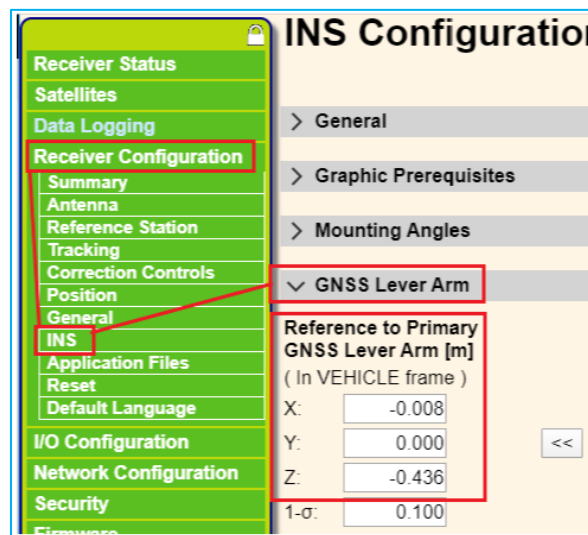 INS Configuration
Receiver Status
Satellites
Data Logging
Receiver Configuration
Summary
Antenna
Reference Station
Tracking
Correction Controls
Position
General
INS
Application Files
Reset
Default Language
I/O Configuration
Network Configuration
Security
Firmware
General
Graphic Prerequisites
Mounting Angles
GNSS Lever Arm
Reference to Primary
GNSS Lever Arm [m]
( In VEHICLE frame )
X: -0.008
Y: 0.000 <<
Z: -0.436
1-σ: 0.100